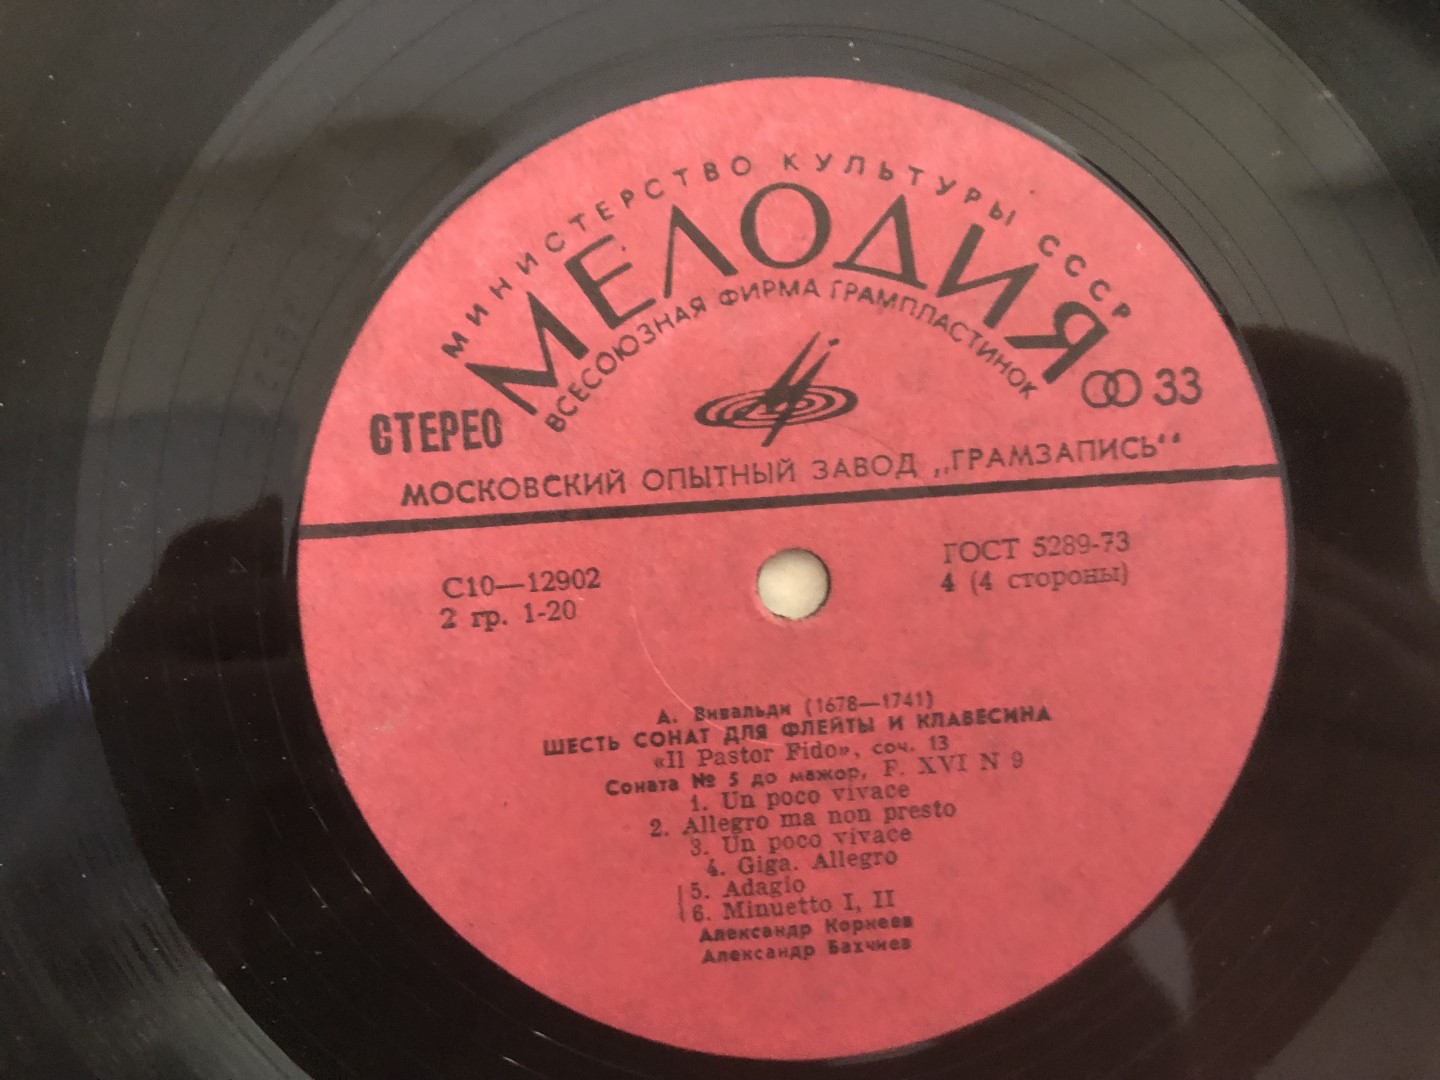 МИНИСТЕРСТВО КУЛЬТУРЫ СССР
МЕЛОДИЯ
ВСЕСОЮЗНАЯ ФИРМА ГРАМПЛАСТИНОК
СТЕРЕО
33
МОСКОВСКИЙ ОПЫТНЫЙ ЗАВОД „ГРАМЗАПИСЬ“
С10—12902
2 гр. 1-20
ГОСТ 5289-73
4 (4 стороны)
А. Вивальди (1678—1741)
ШЕСТЬ СОНАТ ДЛЯ ФЛЕЙТЫ И КЛАВЕСИНА
«Il Pastor Fido», соч. 13
Соната № 5 до мажор, F. XVI N 9
1. Un poco vivace
2. Allegro ma non presto
3. Un poco vivace
4. Giga. Allegro
5. Adagio
6. Minuetto I, II
Александр Корнеев
Александр Бахчиев